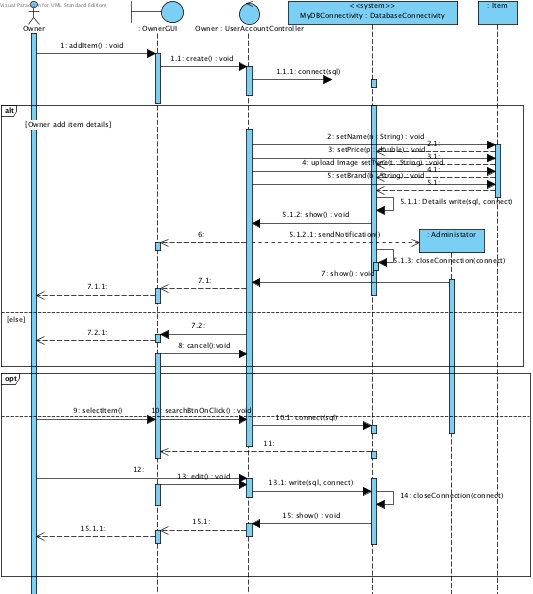 Visual Paradigm for UML Standard Edition(
<<system>>
MyDBConnectivity : DatabaseConnectivity
: Item
Owner
: OwnerGUI
Owner : UserAccountController
1: addItem() : void
1.1: create() : void
1.1.1: connect(sql)
alt
[Owner add item details]
2: setName(n : String) : void
2.1:
3: setPrice(p : double) : void
3.1:
4: upload Image setType(t : String) : void
4.1:
5: setBrand(b : String) : void
5.1:
5.1.1: Details write(sql, connect)
5.1.2: show() : void
6:
5.1.2.1: sendNotification()
: Administator
5.1.3: closeConnection(connect)
7: show() : void
7.1:
7.1.1:
[else]
7.2:
7.2.1:
8: cancel():void
opt
9: selectItem()
10: searchBtnOnClick() : void
10.1: connect(sql)
11:
12:
13: edit() : void
13.1: write(sql, connect)
14: closeConnection(connect)
15: show() : void
15.1:
15.1.1: